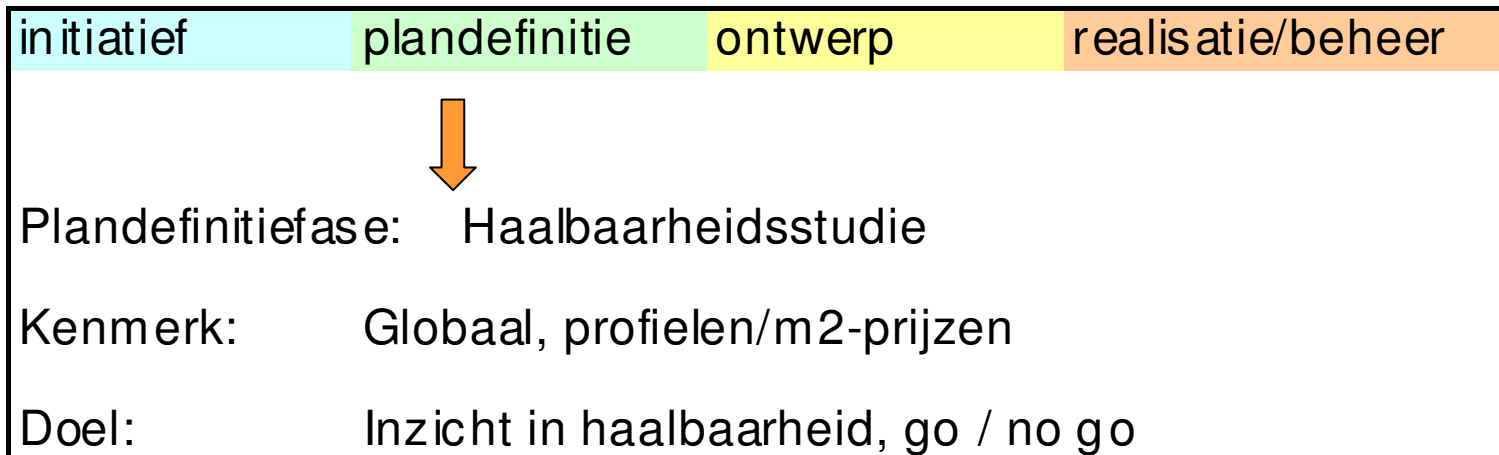 initiatief plandefinitie ontwerp realisatie/beheer
Plandefinitiefase: Haalbaarheidsstudie
Kenmerk: Globaal, profielen/m2-prijzen
Doel: Inzicht in haalbaarheid, go / no go